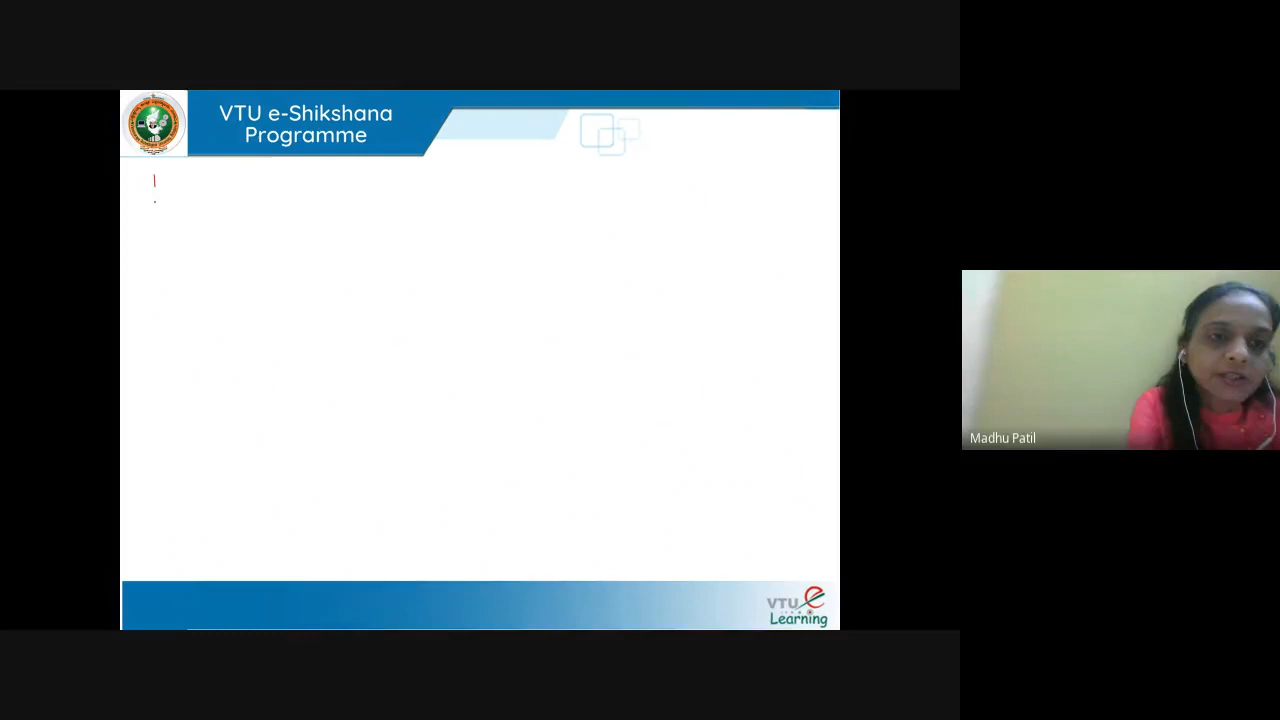 VTU e-Shikshana
Programme
Madhu Patil
VTU e
Learning